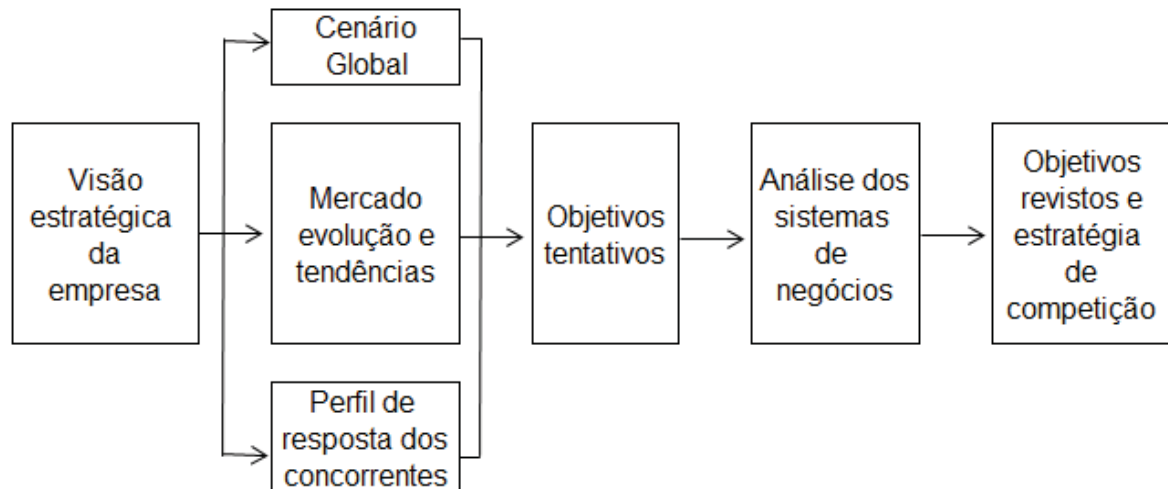 Cenário
Global
Visão
estratégica
da
empresa
Mercado
evolução e
tendências
Perfil de
resposta dos
concorrentes
Objetivos
tentativos
Análise dos
sistemas
de
negócios
Objetivos
revistos e
estratégia
de
competição